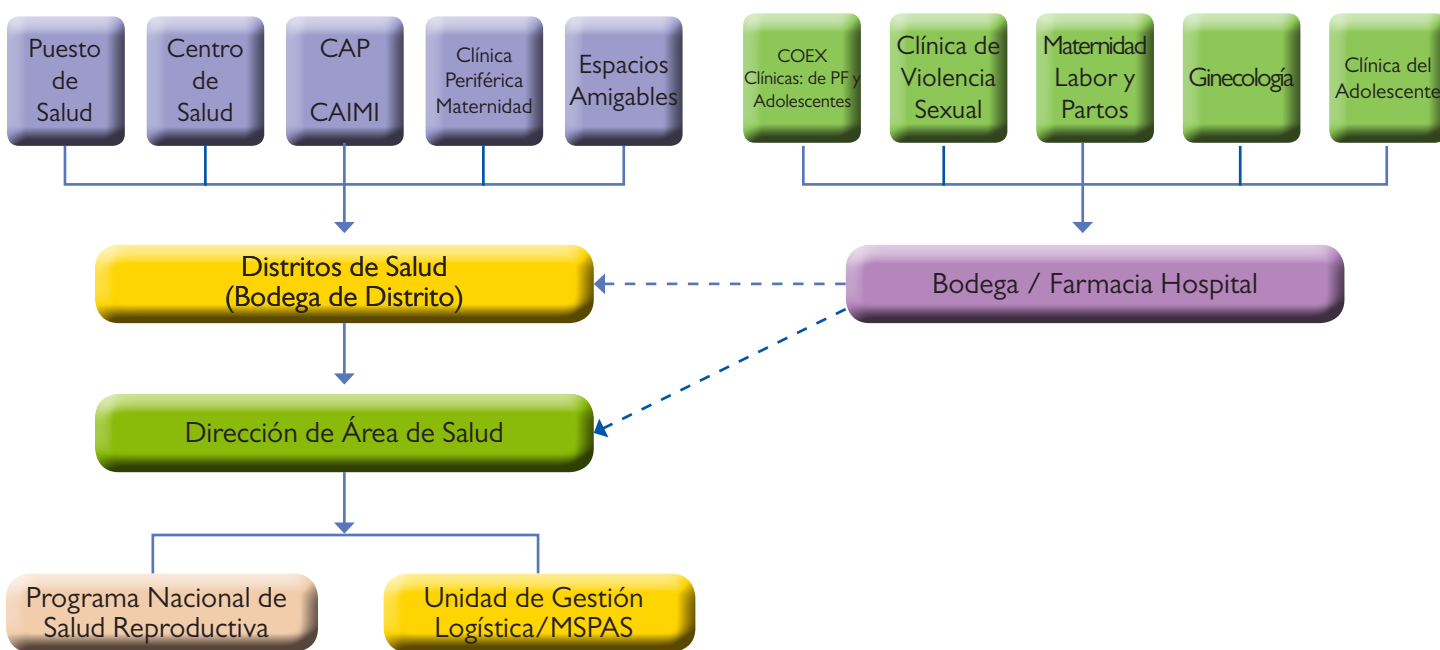 Puesto
de
Salud
Centro
de
Salud
CAP
CAIMI
Clínica
Periférica
Maternidad
Espacios
Amigables
COEX
Clínicas: de PF y
Adolescentes
Clínica de
Violencia
Sexual
Maternidad
Labor y
Partos
Ginecología
Clínica del
Adolescente
Distritos de Salud
(Bodega de Distrito)
Bodega / Farmacia Hospital
Dirección de Área de Salud
Programa Nacional de
Salud Reproductiva
Unidad de Gestión
Logística/MSPAS